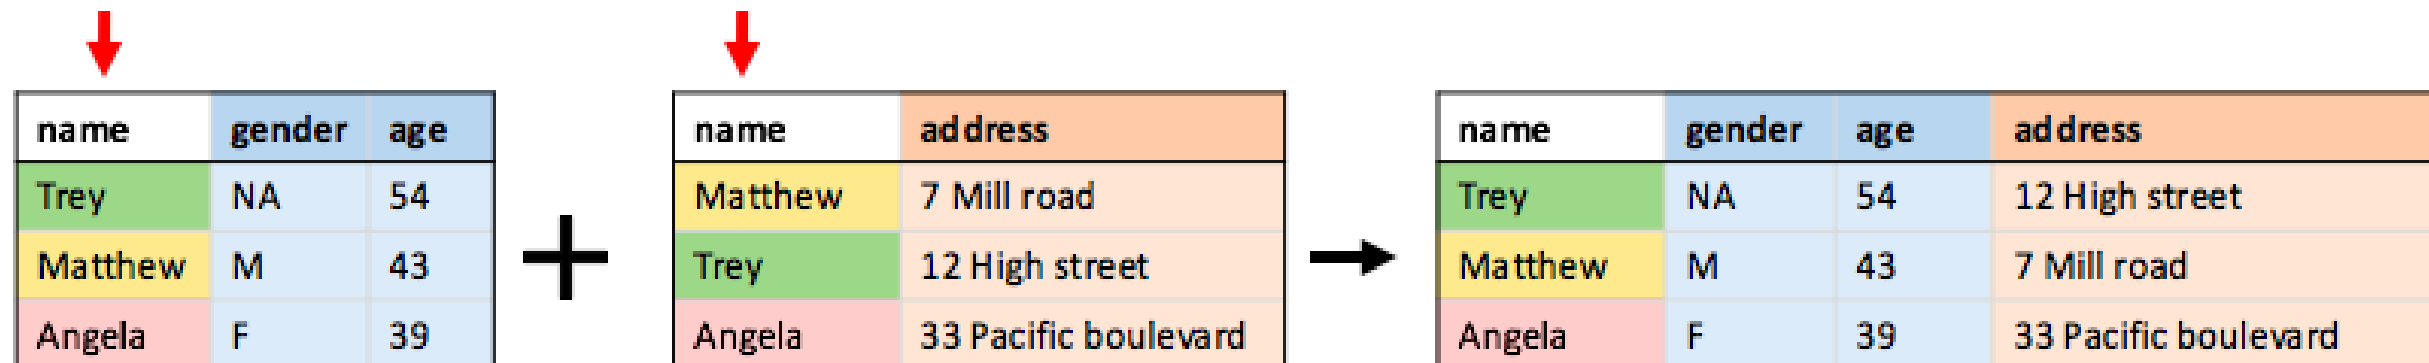 name gender age
Trey NA 54
Matthew M 43
Angela F 39
+
name address
Matthew 7 Mill road
Trey 12 High street
Angela 33 Pacific boulevard
name gender age address
Trey NA 54 12 High street
Matthew M 43 7 Mill road
Angela F 39 33 Pacific boulevard